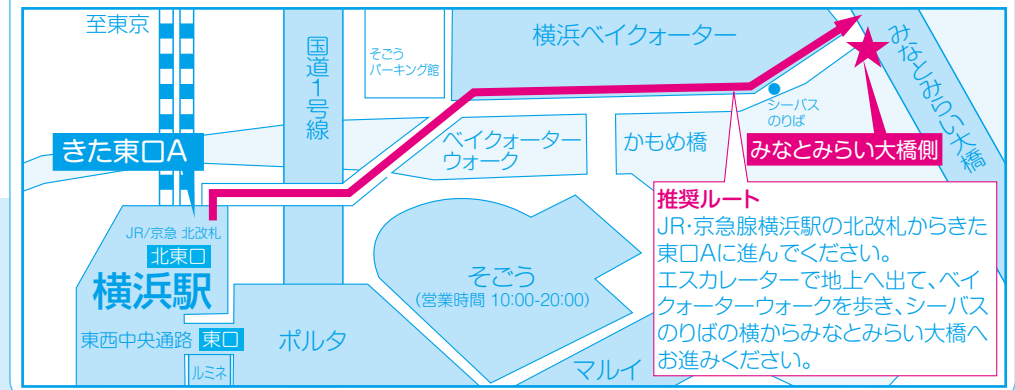 至東京
国道1号線
そごう
パーキング館
横浜ベイクォーター
みなとみらい大橋
シーバス
のりば
きた東口A
ベイクォーター
ウォーク
かもめ橋
みなとみらい大橋側
JR/京急 北改札
北東口
横浜駅
東西中央通路 東口
ルミネ
ポルタ
そごう
(営業時間 10:00-20:00)
マルイ
推奨ルート
JR・京急線横浜駅の北改札からきた
東口Aに進んでください。
エスカレーターで地上へ出て、ベイ
クォーターウォークを歩き、シーバス
のりばの横からみなとみらい大橋へ
お進みください。